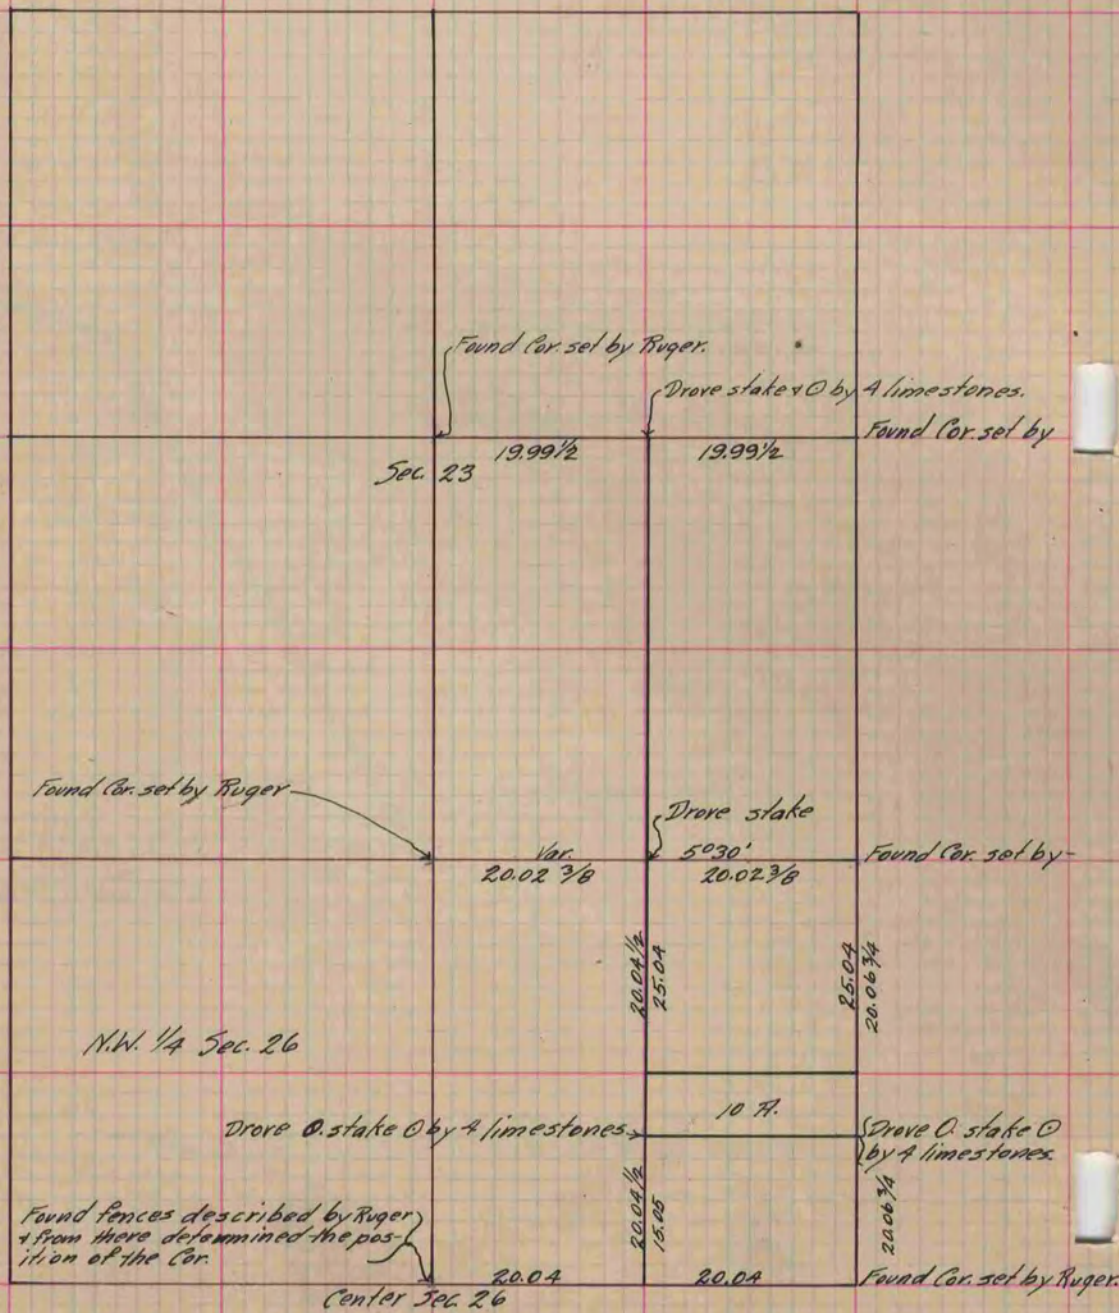 Found Cor. set by Ruger.
Drove stake & ⊙ by 4 limestones.
Found Cor. set by
19.99½
19.99½
Sec. 23
Found Cor. set by Ruger
Drove stake
Var.
5°30'
Found Cor. set by-
20.02 3/8
20.02 3/8
20.04½
25.04
25.04
20.06¾
N.W. ¼ Sec. 26
10 A.
Drove O. stake ⊙ by 4 limestones
Drove O. stake ⊙
by 4 limestones.
20.04½
15.05
20.06¾
Found fences described by Ruger
& from there determined the pos-
ition of the Cor.
20.04
20.04
Found Cor. set by Ruger.
Center Sec. 26